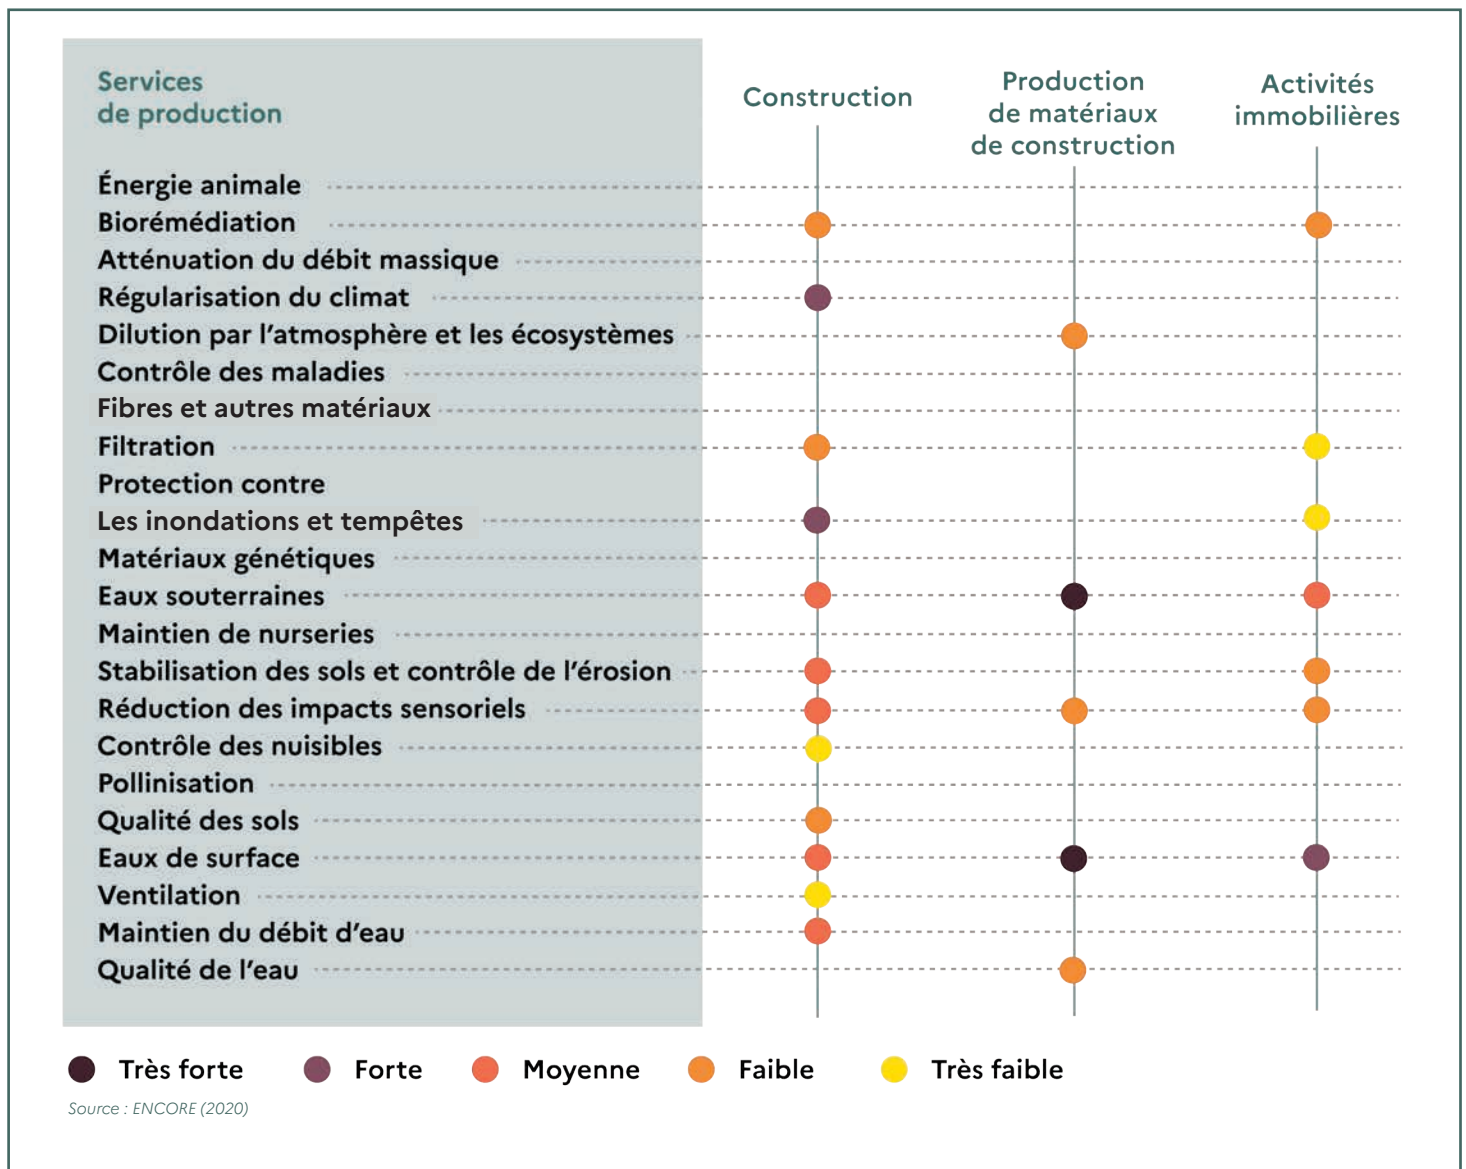 Services
de production
Construction
Production
de matériaux
de construction
Activités
immobilières
Énergie animale
Biorémédiation
Atténuation du débit massique
Régularisation du climat
Dilution par l'atmosphère et les écosystèmes
Contrôle des maladies
Fibres et autres matériaux
Filtration
Protection contre
Les inondations et tempêtes
Matériaux génétiques
Eaux souterraines
Maintien de nurseries
Stabilisation des sols et contrôle de l'érosion
Réduction des impacts sensoriels
Contrôle des nuisibles
Pollinisation
Qualité des sols
Eaux de surface
Ventilation
Maintien du débit d'eau
Qualité de l'eau
Très forte
Forte
Moyenne
Faible
Très faible
Source : ENCORE (2020)